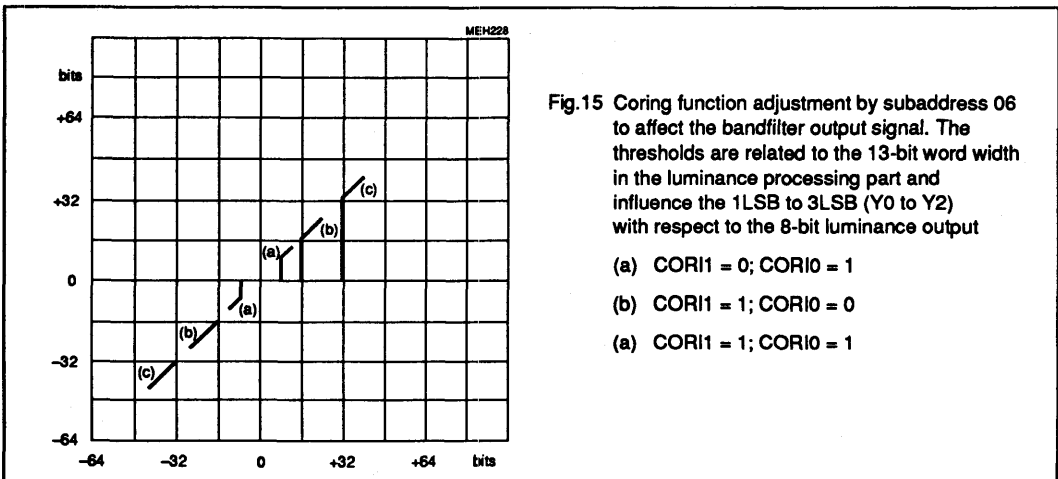 MEH228
bits
+64
+32
0
−32
−64
−64
−32
0
+32
+64
bits
(a)
(b)
(c)
(a)
(b)
(c)
Fig.15 Coring function adjustment by subaddress 06
to affect the bandfilter output signal. The
thresholds are related to the 13-bit word width
in the luminance processing part and
influence the 1LSB to 3LSB (Y0 to Y2)
with respect to the 8-bit luminance output
(a) CORI1 = 0; CORI0 = 1
(b) CORI1 = 1; CORI0 = 0
(a) CORI1 = 1; CORI0 = 1